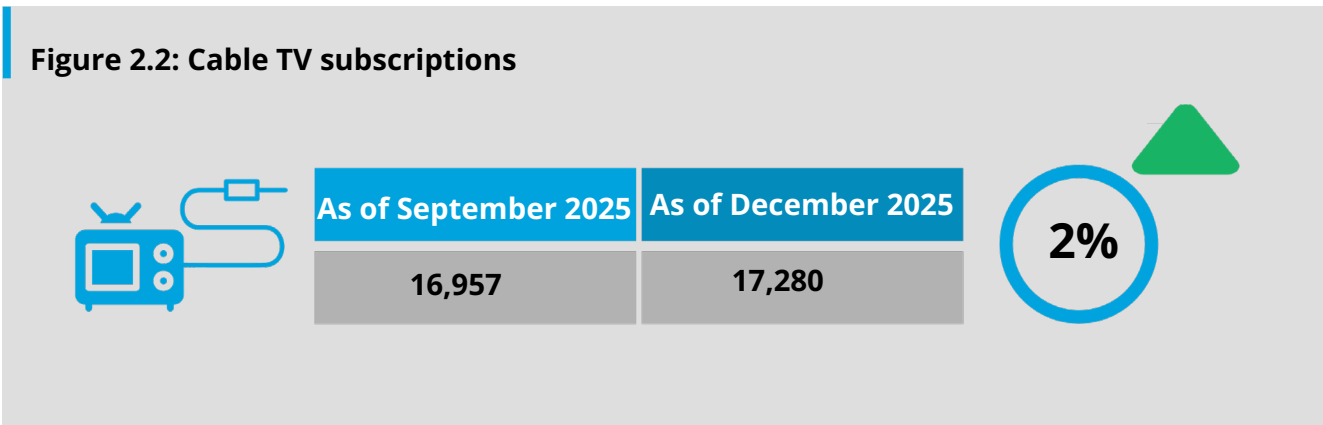 Figure 2.2: Cable TV subscriptions
As of September 2025 As of December 2025
16,957 17,280
2%